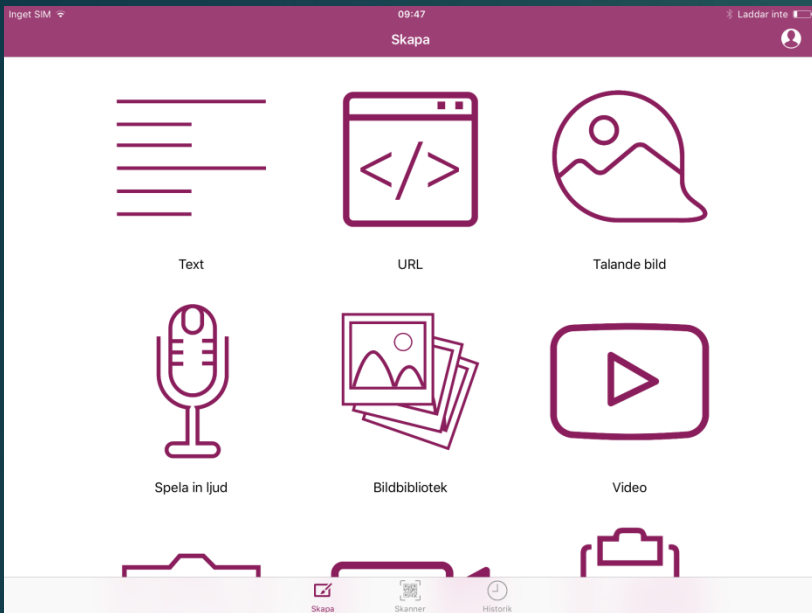 Inget SIM 09:47 Laddar inte
Skapa
Text URL Talande bild
</>
Spela in ljud Bildbibliotek Video
Skapa Skanner Historik